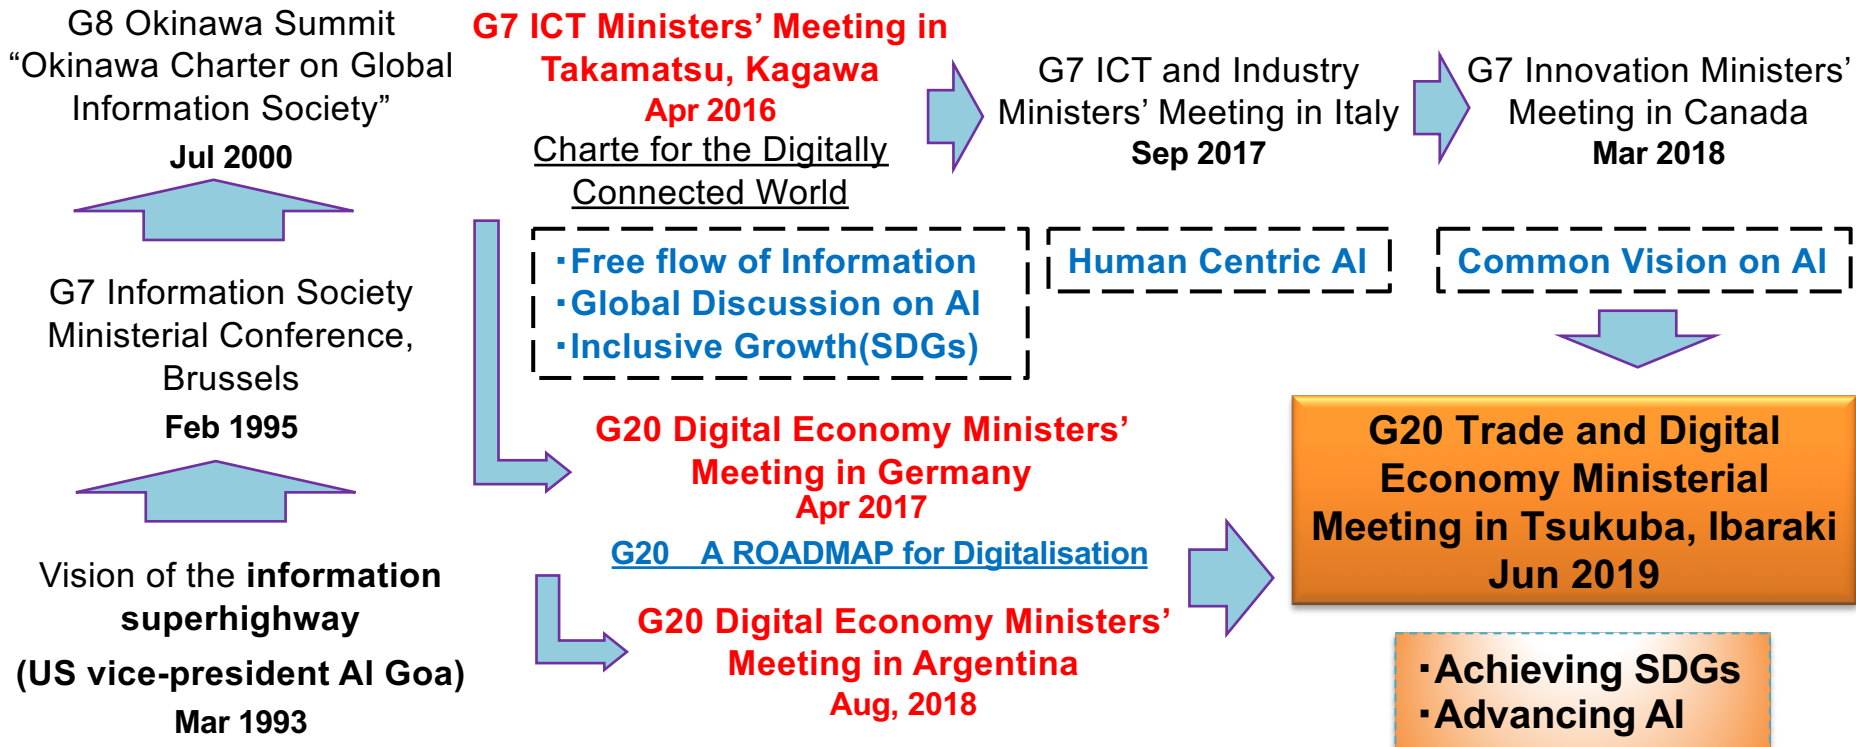 G8 Okinawa Summit
“Okinawa Charter on Global
Information Society”
Jul 2000
G7 Information Society
Ministerial Conference,
Brussels
Feb 1995
Vision of the information
superhighway
(US vice-president Al Goa)
Mar 1993
G7 ICT Ministers’ Meeting in
Takamatsu, Kagawa
Apr 2016
Charte for the Digitally
Connected World
・Free flow of Information
・Global Discussion on AI
・Inclusive Growth(SDGs)
G7 ICT and Industry
Ministers’ Meeting in Italy
Sep 2017
Human Centric AI
G7 Innovation Ministers’
Meeting in Canada
Mar 2018
Common Vision on AI
G20 Digital Economy Ministers’
Meeting in Germany
Apr 2017
G20　A ROADMAP for Digitalisation
G20 Digital Economy Ministers’
Meeting in Argentina
Aug, 2018
G20 Trade and Digital
Economy Ministerial
Meeting in Tsukuba, Ibaraki
Jun 2019
・Achieving SDGs
・Advancing AI